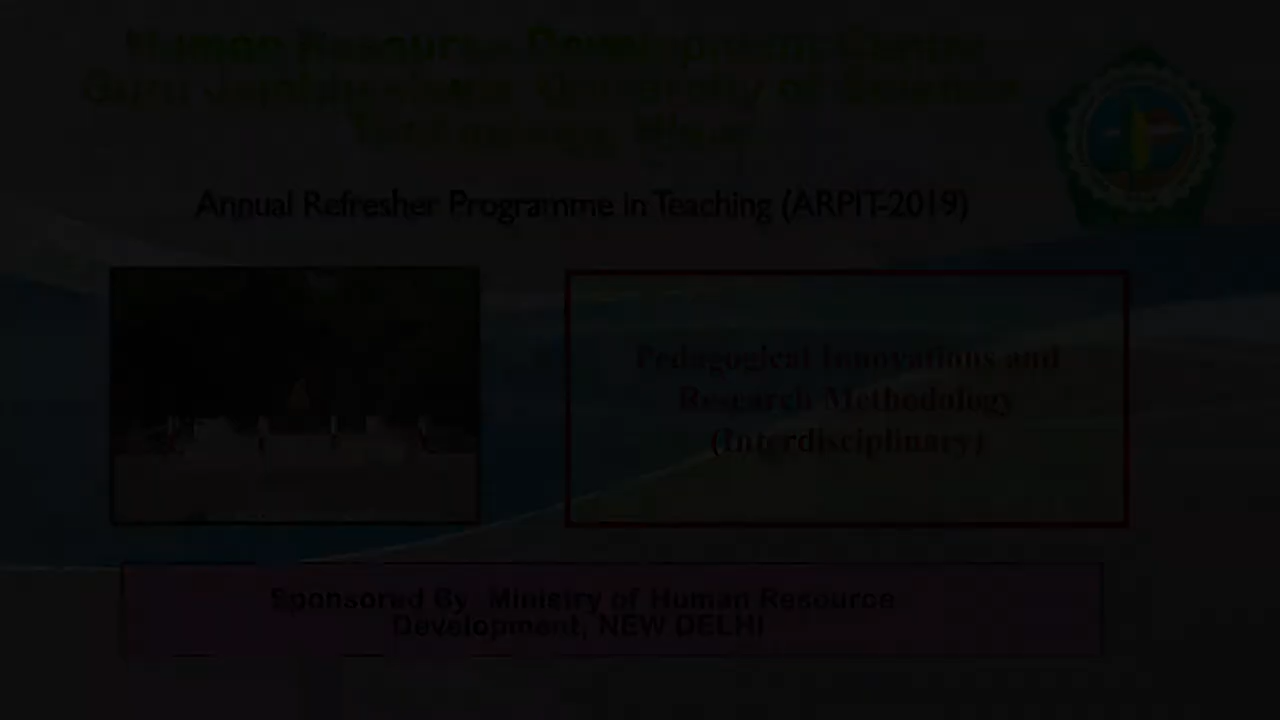 Human Resource Development Centre
Guru Jambheshwar University of Science &
Technology, Hisar
Annual Refresher Programme in Teaching (ARPIT-2019)
Pedagogical Innovations and
Research Methodology
(Interdisciplinary)
Sponsored By Ministry of Human Resource
Development, NEW DELHI